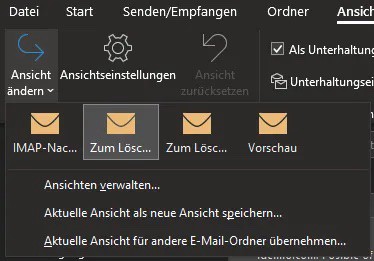 Datei Start Senden/Empfangen Ordner Ansich
Als Unterhaltung
Ansicht ändern
Ansichtseinstellungen
Ansicht zurücksetzen
Unterhaltungsei
IMAP-Nac... Zum Lösc... Zum Lösc... Vorschau
Ansichten verwalten...
Aktuelle Ansicht als neue Ansicht speichern...
Aktuelle Ansicht für andere E-Mail-Ordner übernehmen...